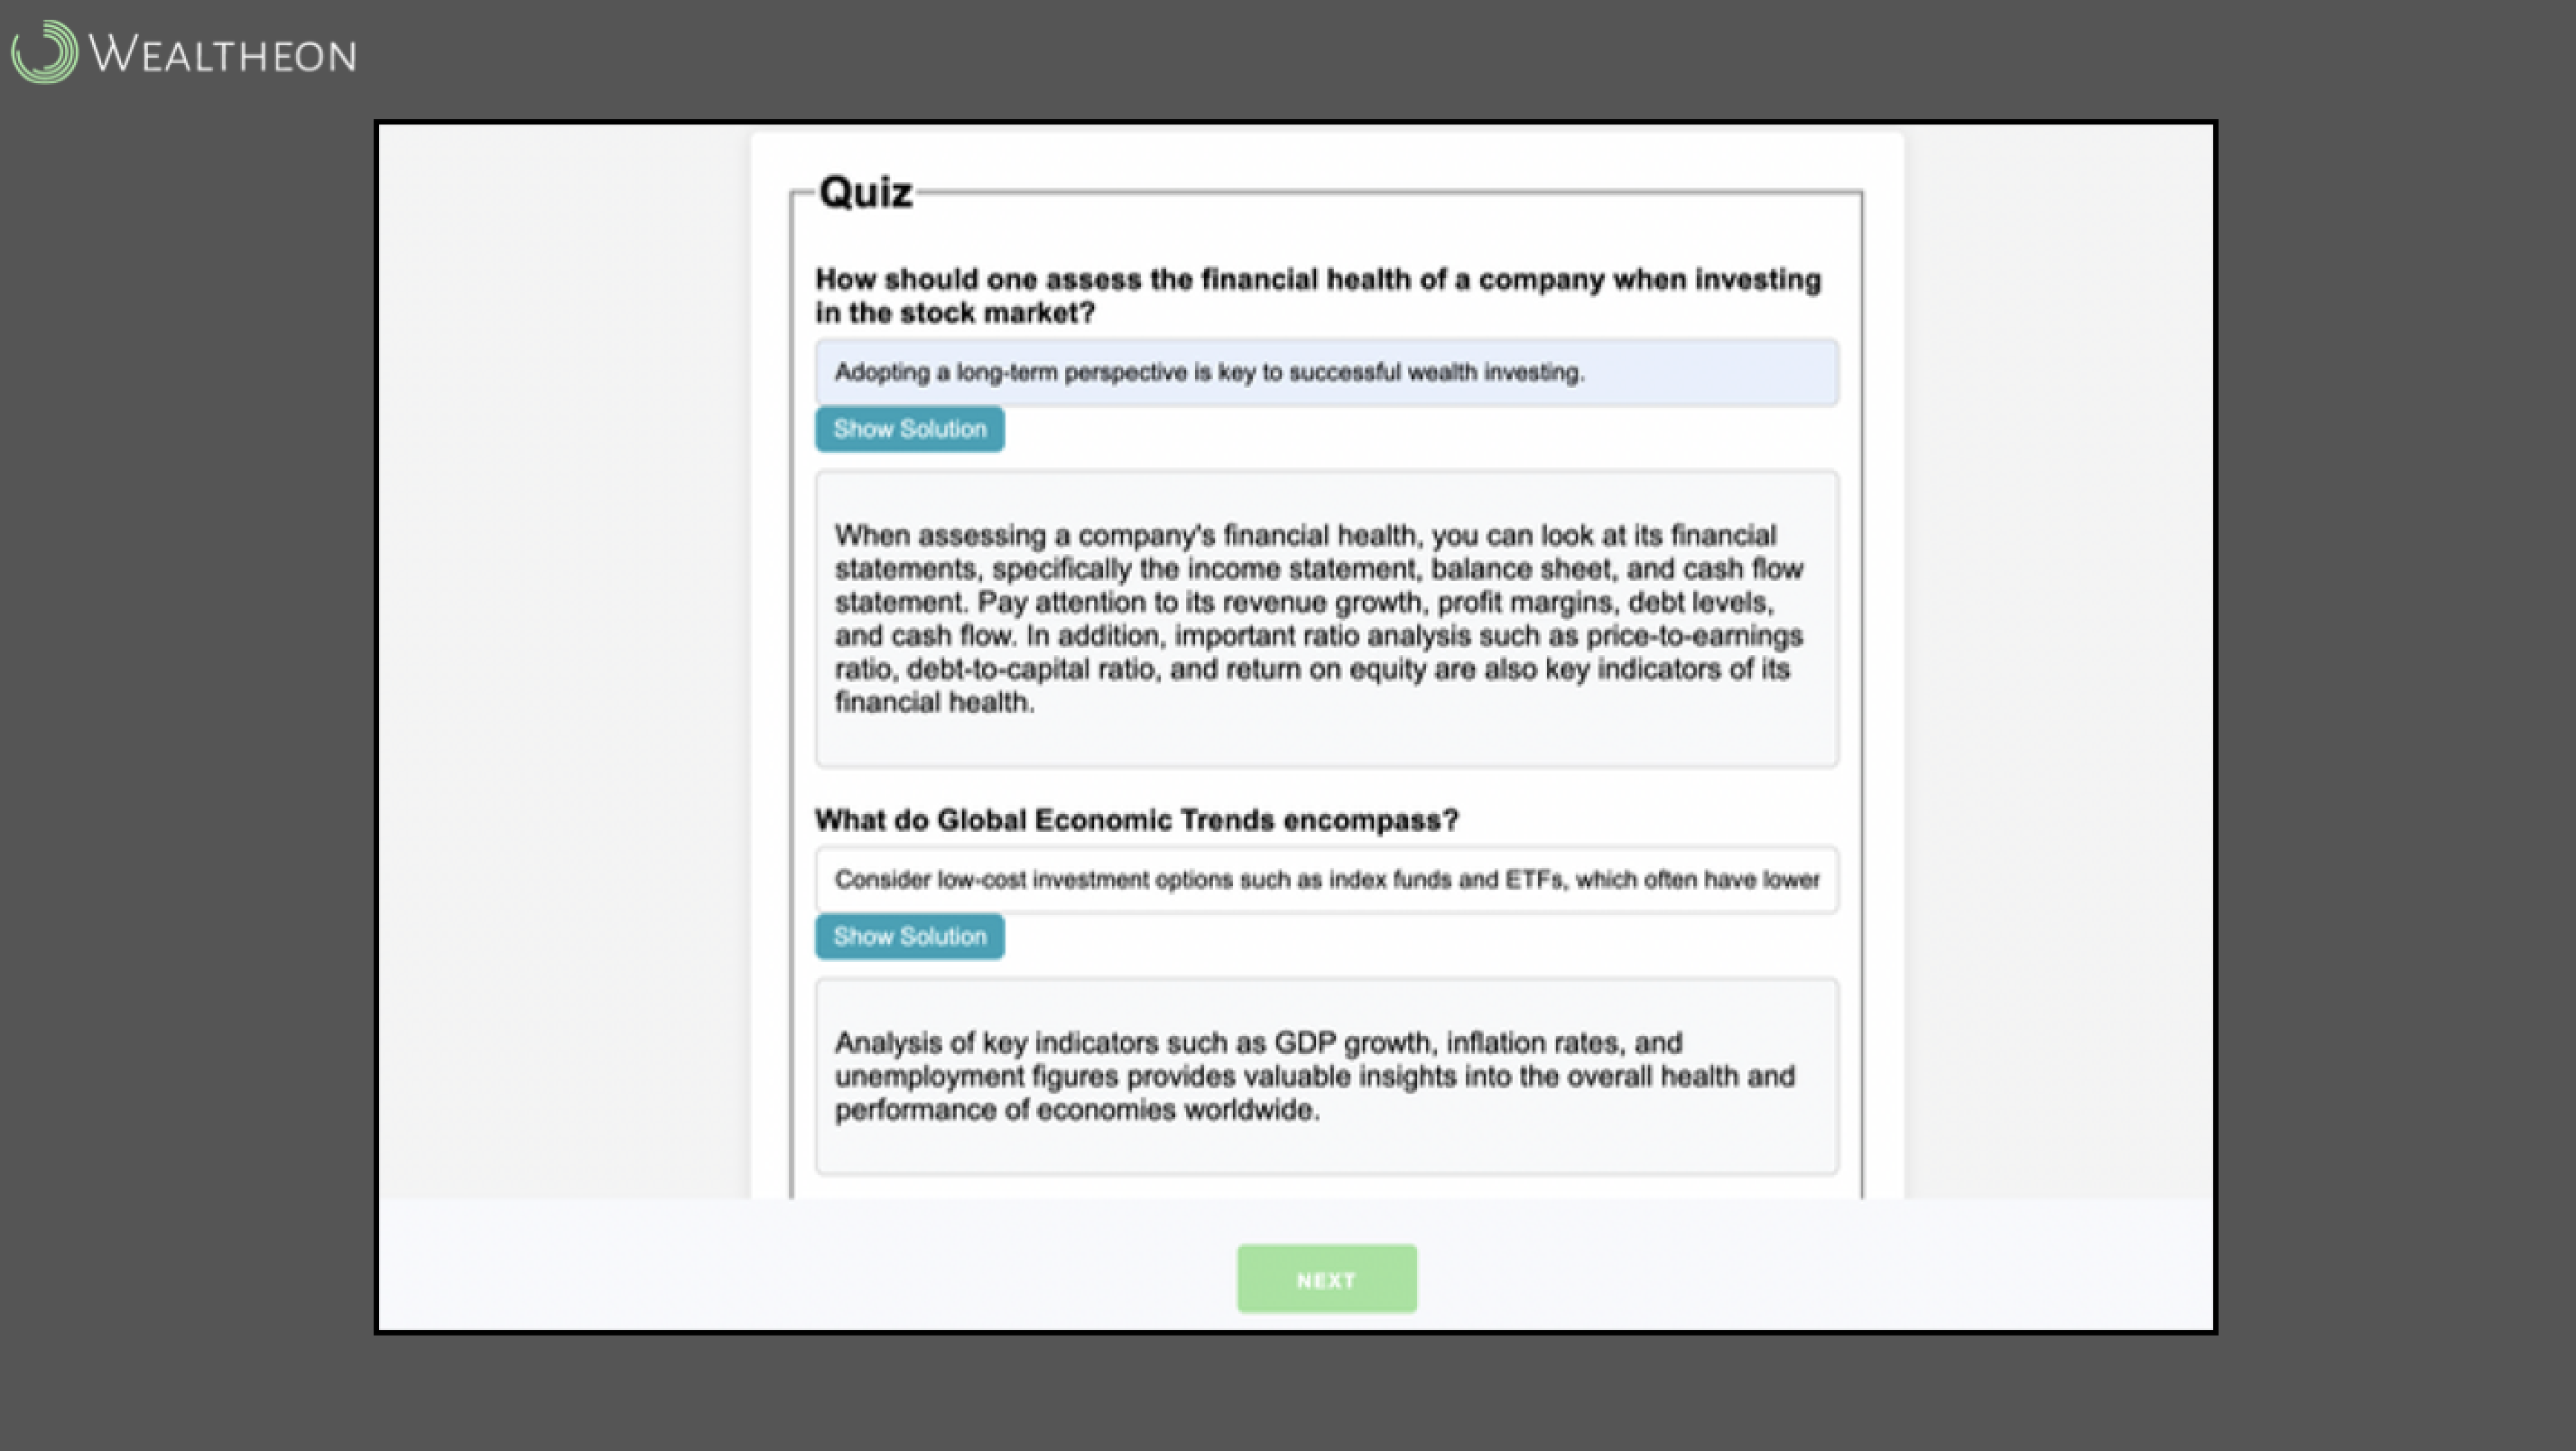 WEALTHEON
Quiz
How should one assess the financial health of a company when investing
in the stock market?
Adopting a long-term perspective is key to successful wealth investing.
Show Solution
When assessing a company's financial health, you can look at its financial
statements, specifically the income statement, balance sheet, and cash flow
statement. Pay attention to its revenue growth, profit margins, debt levels,
and cash flow. In addition, important ratio analysis such as price-to-earnings
ratio, debt-to-capital ratio, and return on equity are also key indicators of its
financial health.
What do Global Economic Trends encompass?
Consider low-cost investment options such as index funds and ETFs, which often have lower
Show Solution
Analysis of key indicators such as GDP growth, inflation rates, and
unemployment figures provides valuable insights into the overall health and
performance of economies worldwide.
NEXT